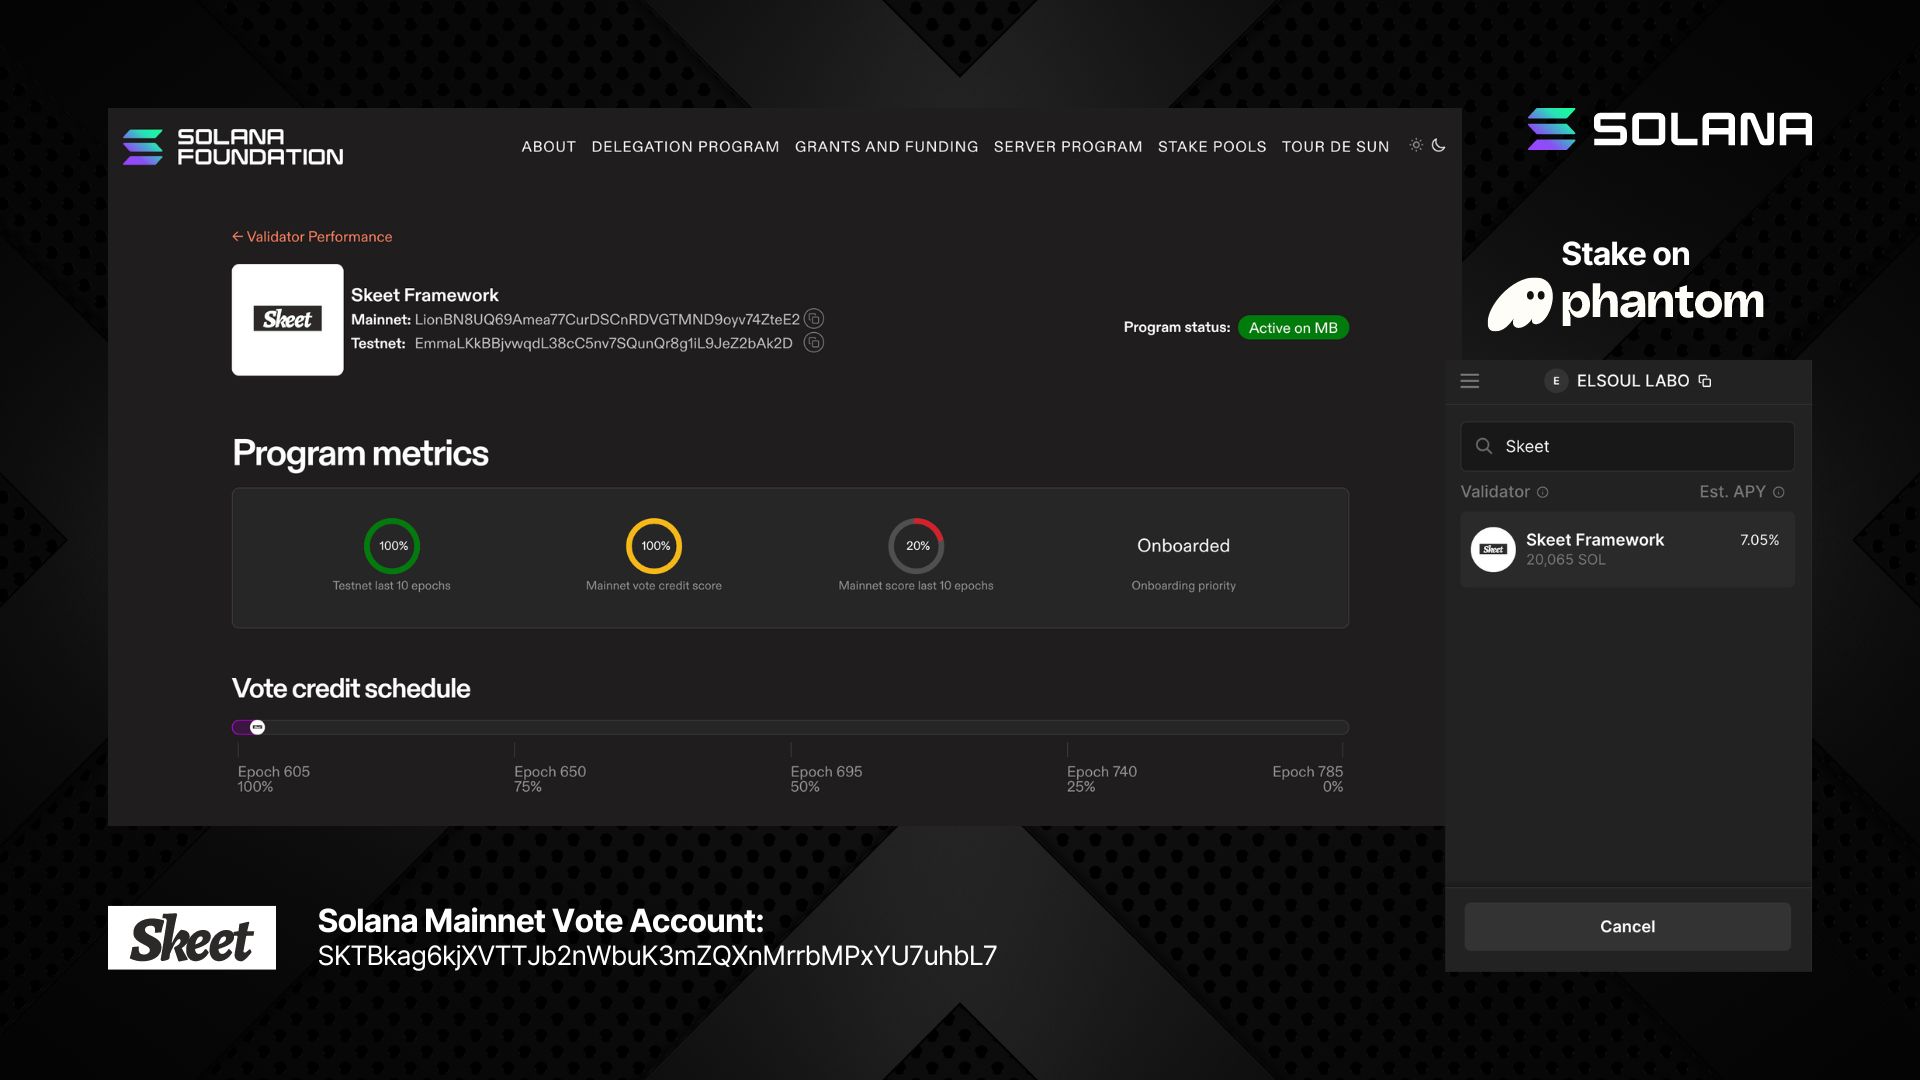 SOLANA
FOUNDATION
ABOUT DELEGATION PROGRAM GRANTS AND FUNDING SERVER PROGRAM STAKE POOLS TOUR DE SUN
← Validator Performance
Skeet
Skeet Framework
Mainnet: LionBN8UQ69Amea77CurDSCnRDVGTMND9oyv74ZteE2
Testnet: EmmaLKkBBjvwqdL38cC5nv7SQunQr8g1iL9JeZ2bAk2D
Program status: Active on MB
Program metrics
100%
Testnet last 10 epochs
100%
Mainnet vote credit score
20%
Mainnet score last 10 epochs
Onboarded
Onboarding priority
Vote credit schedule
Epoch 605
100%
Epoch 650
75%
Epoch 695
50%
Epoch 740
25%
Epoch 785
0%
SOLANA
Stake on
phantom
E ELSOUL LABO
Skeet
Validator Est. APY
Skeet
Skeet Framework 7.05%
20,065 SOL
Cancel
Skeet
Solana Mainnet Vote Account:
SKTBkag6kjXVTTJb2nWbuK3mZQXnMrrbMPxYU7uhbL7